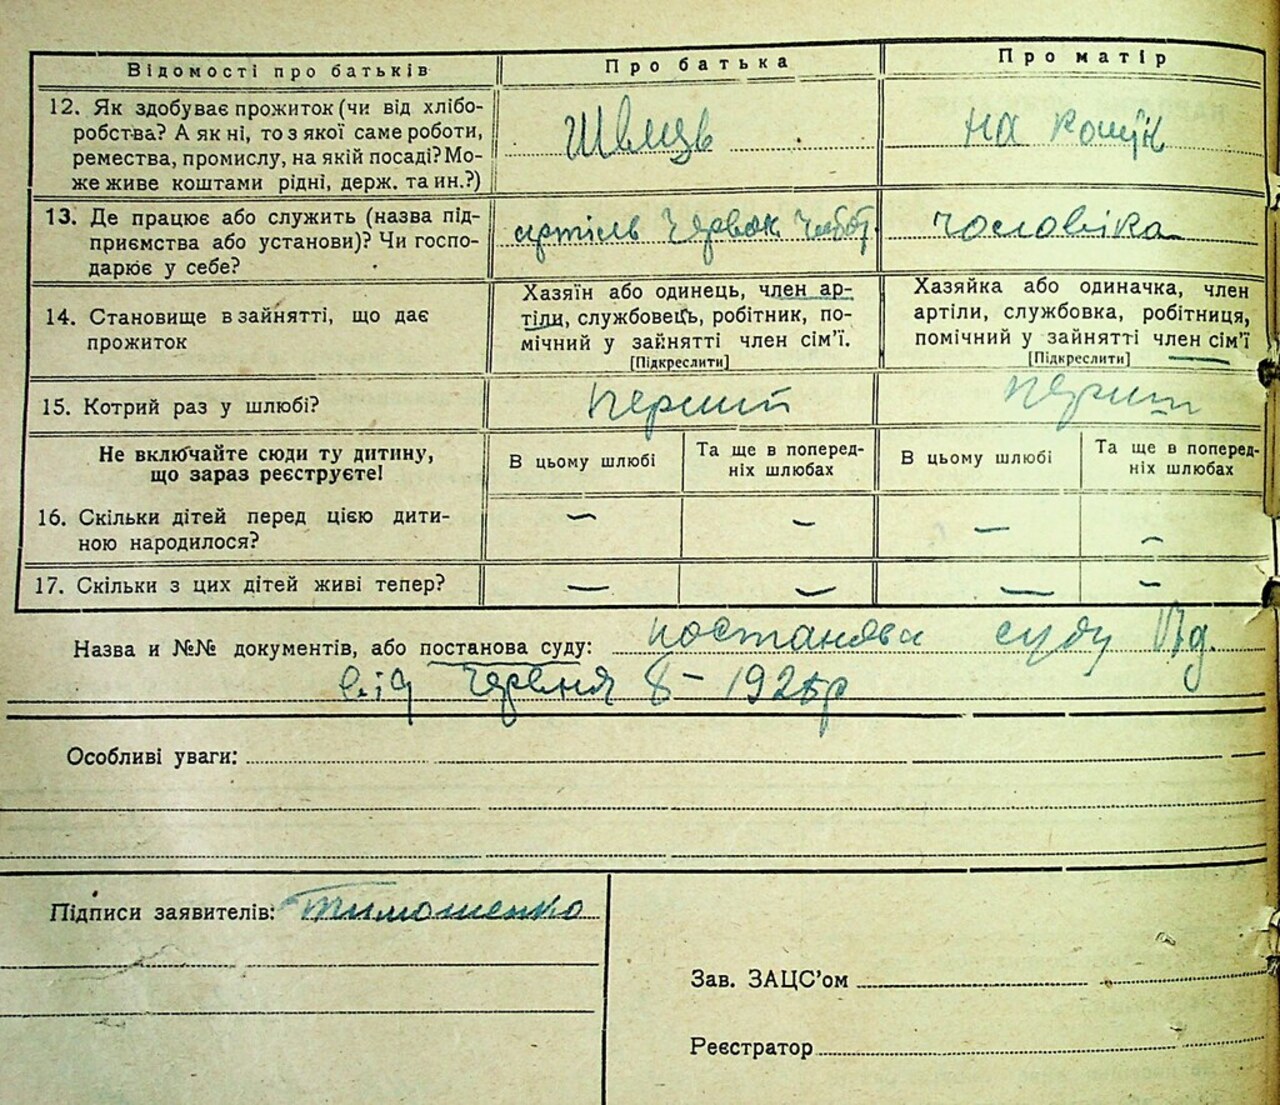 Відомості про батьків
Про батька
Про матір
12. Як здобуває прожиток (чи від хлібо-
робства? А як ні, то з якої саме роботи,
ремества, промислу, на якій посаді? Мо-
же живе коштами рідні, держ. та ин.?)
Швець
на кошт
13. Де працює або служить (назва під-
приємства або установи)? Чи госпо-
дарює у себе?
артіль Червон. Чобот.
чоловіка
14. Становище в зайнятті, що дає
прожиток
Хазяїн або одинець, член ар-
тіли, службовець, робітник, по-
мічний у зайнятті член сім’ї.
[Підкреслити]
Хазяйка або одиначка, член
артіли, службовка, робітниця,
помічний у зайнятті член сім’ї
[Підкреслити]
15. Котрий раз у шлюбі?
перший
перший
Не включайте сюди ту дитину,
що зараз реєструєте!
В цьому шлюбі
Та ще в поперед-
ніх шлюбах
В цьому шлюбі
Та ще в поперед-
ніх шлюбах
16. Скільки дітей перед цією дити-
ною народилося?
— — — —
17. Скільки з цих дітей живі тепер?
— — — —
Назва и №№ документів, або постанова суду: постанова суду
від червня 8 – 192 р
Особливі уваги:
Підписи заявителів: Тимошенко
Зав. ЗАЦС’ом
Реєстратор